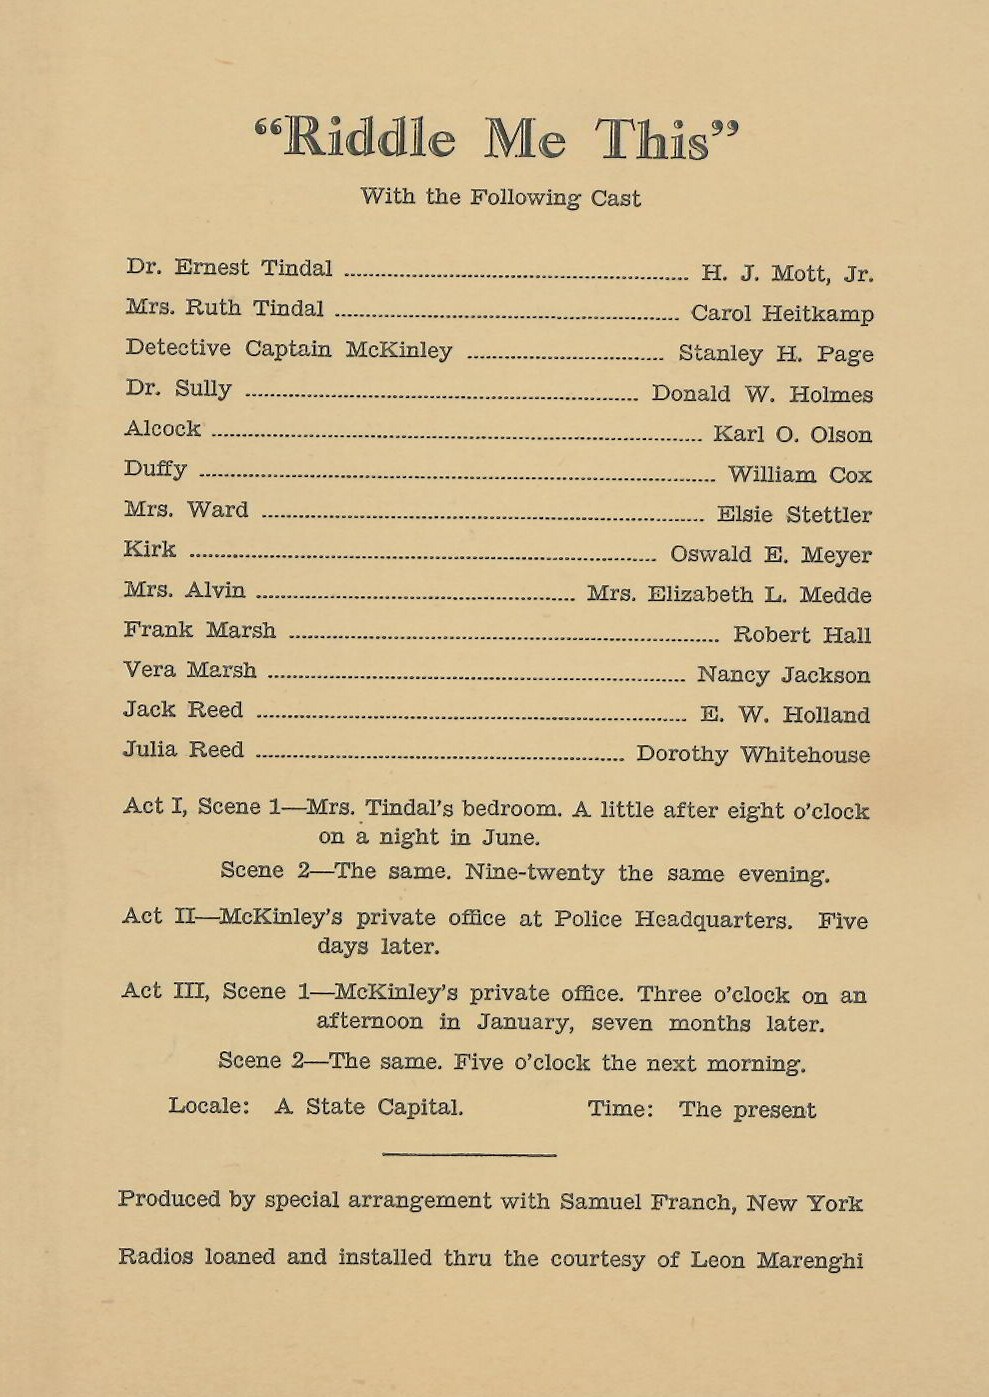 “Riddle Me This”
With the Following Cast
Dr. Ernest Tindal ........................................................ H. J. Mott, Jr.
Mrs. Ruth Tindal ........................................................ Carol Heitkamp
Detective Captain McKinley ................................ Stanley H. Page
Dr. Sully ................................................................ Donald W. Holmes
Alcock ................................................................................ Karl O. Olson
Duffy .................................................................................... William Cox
Mrs. Ward ........................................................................ Elsie Stettler
Kirk ............................................................................ Oswald E. Meyer
Mrs. Alvin .................................................... Mrs. Elizabeth L. Medde
Frank Marsh ...................................................................... Robert Hall
Vera Marsh .................................................................... Nancy Jackson
Jack Reed ...................................................................... E. W. Holland
Julia Reed ............................................................ Dorothy Whitehouse
Act I, Scene 1—Mrs. Tindal’s bedroom. A little after eight o’clock
on a night in June.
Scene 2—The same. Nine-twenty the same evening.
Act II—McKinley’s private office at Police Headquarters. Five
days later.
Act III, Scene 1—McKinley’s private office. Three o’clock on an
afternoon in January, seven months later.
Scene 2—The same. Five o’clock the next morning.
Locale: A State Capital. Time: The present
Produced by special arrangement with Samuel Franch, New York
Radios loaned and installed thru the courtesy of Leon Marenghi